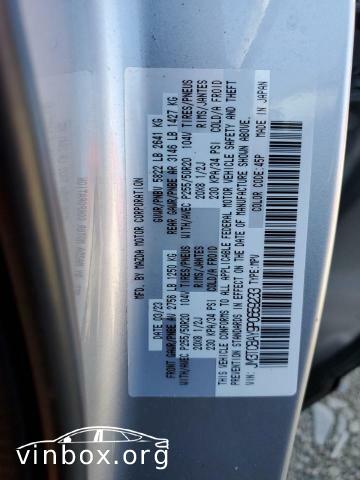 MFD. BY MAZDA MOTOR CORPORATION
DATE: 03/23 GVWR/PNBV 5822 LB 2641 KG
FRONT GAWR/PNBE AV 2756 LB 1250 KG REAR GAWR/PNBE AR 3146 LB 1427 KG
WITH/AVEC P255/50R20 104V TIRES/PNEUS WITH/AVEC P255/50R20 104V TIRES/PNEUS
20X8 1/2J RIMS/JANTES 20X8 1/2J RIMS/JANTES
230 KPA/34 PSI COLD/A FROID 230 KPA/34 PSI COLD/A FROID
THIS VEHICLE CONFORMS TO ALL APPLICABLE FEDERAL MOTOR VEHICLE SAFETY AND THEFT
PREVENTION STANDARDS IN EFFECT ON THE DATE OF MANUFACTURE SHOWN ABOVE.
VIN: TYPE:MPV COLOR CODE:45P MADE IN JAPAN
vinbox.org